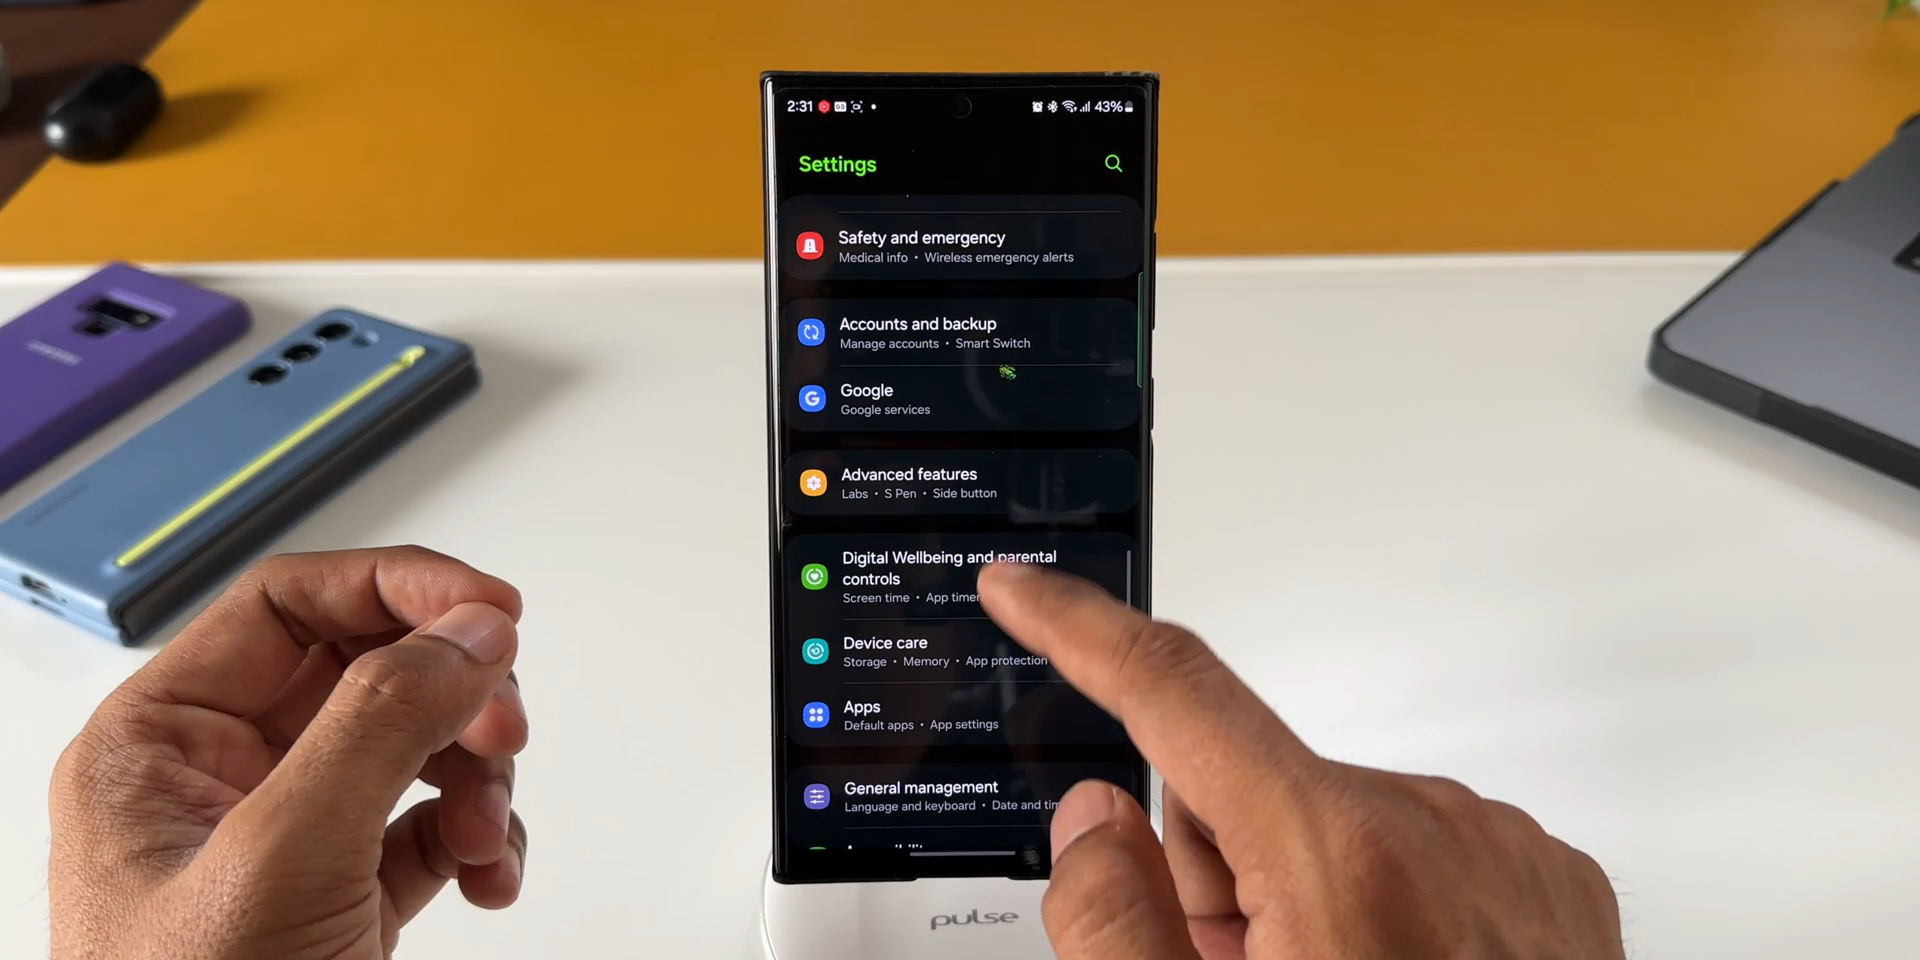 2:31
43%
Settings
Safety and emergency
Medical info • Wireless emergency alerts
Accounts and backup
Manage accounts • Smart Switch
Google
Google services
Advanced features
Labs • S Pen • Side button
Digital Wellbeing and parental
controls
Screen time • App timer
Device care
Storage • Memory • App protection
Apps
Default apps • App settings
General management
Language and keyboard • Date and
pulse